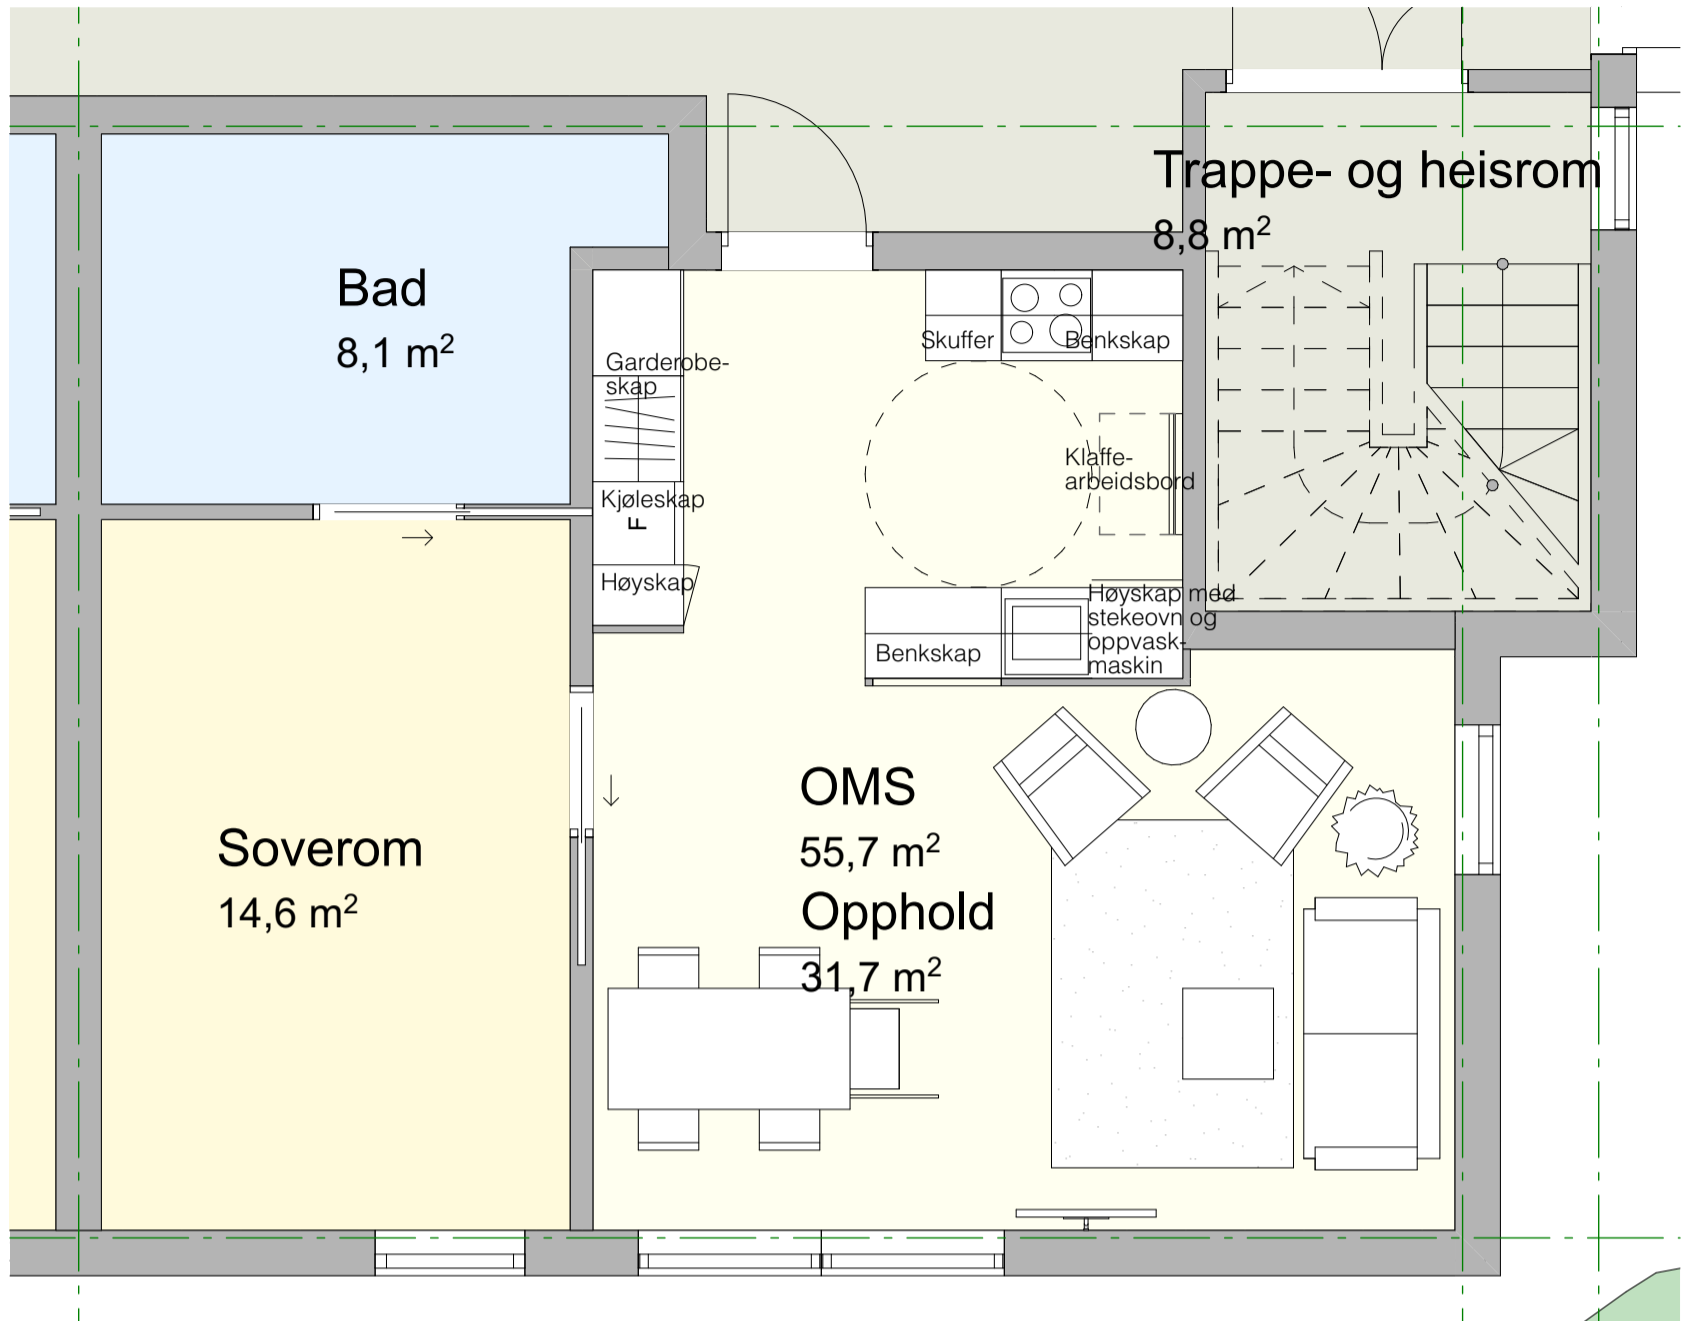 Trappe- og heisrom
8,8 m²
Bad
8,1 m²
Garderobe-
skap
Kjøleskap
F
Høyskap
Skuffer
Benkskap
Klaffe-
arbeidsbord
Høyskap med
stekeovn og
oppvask-
maskin
Benkskap
OMS
55,7 m²
Opphold
31,7 m²
Soverom
14,6 m²